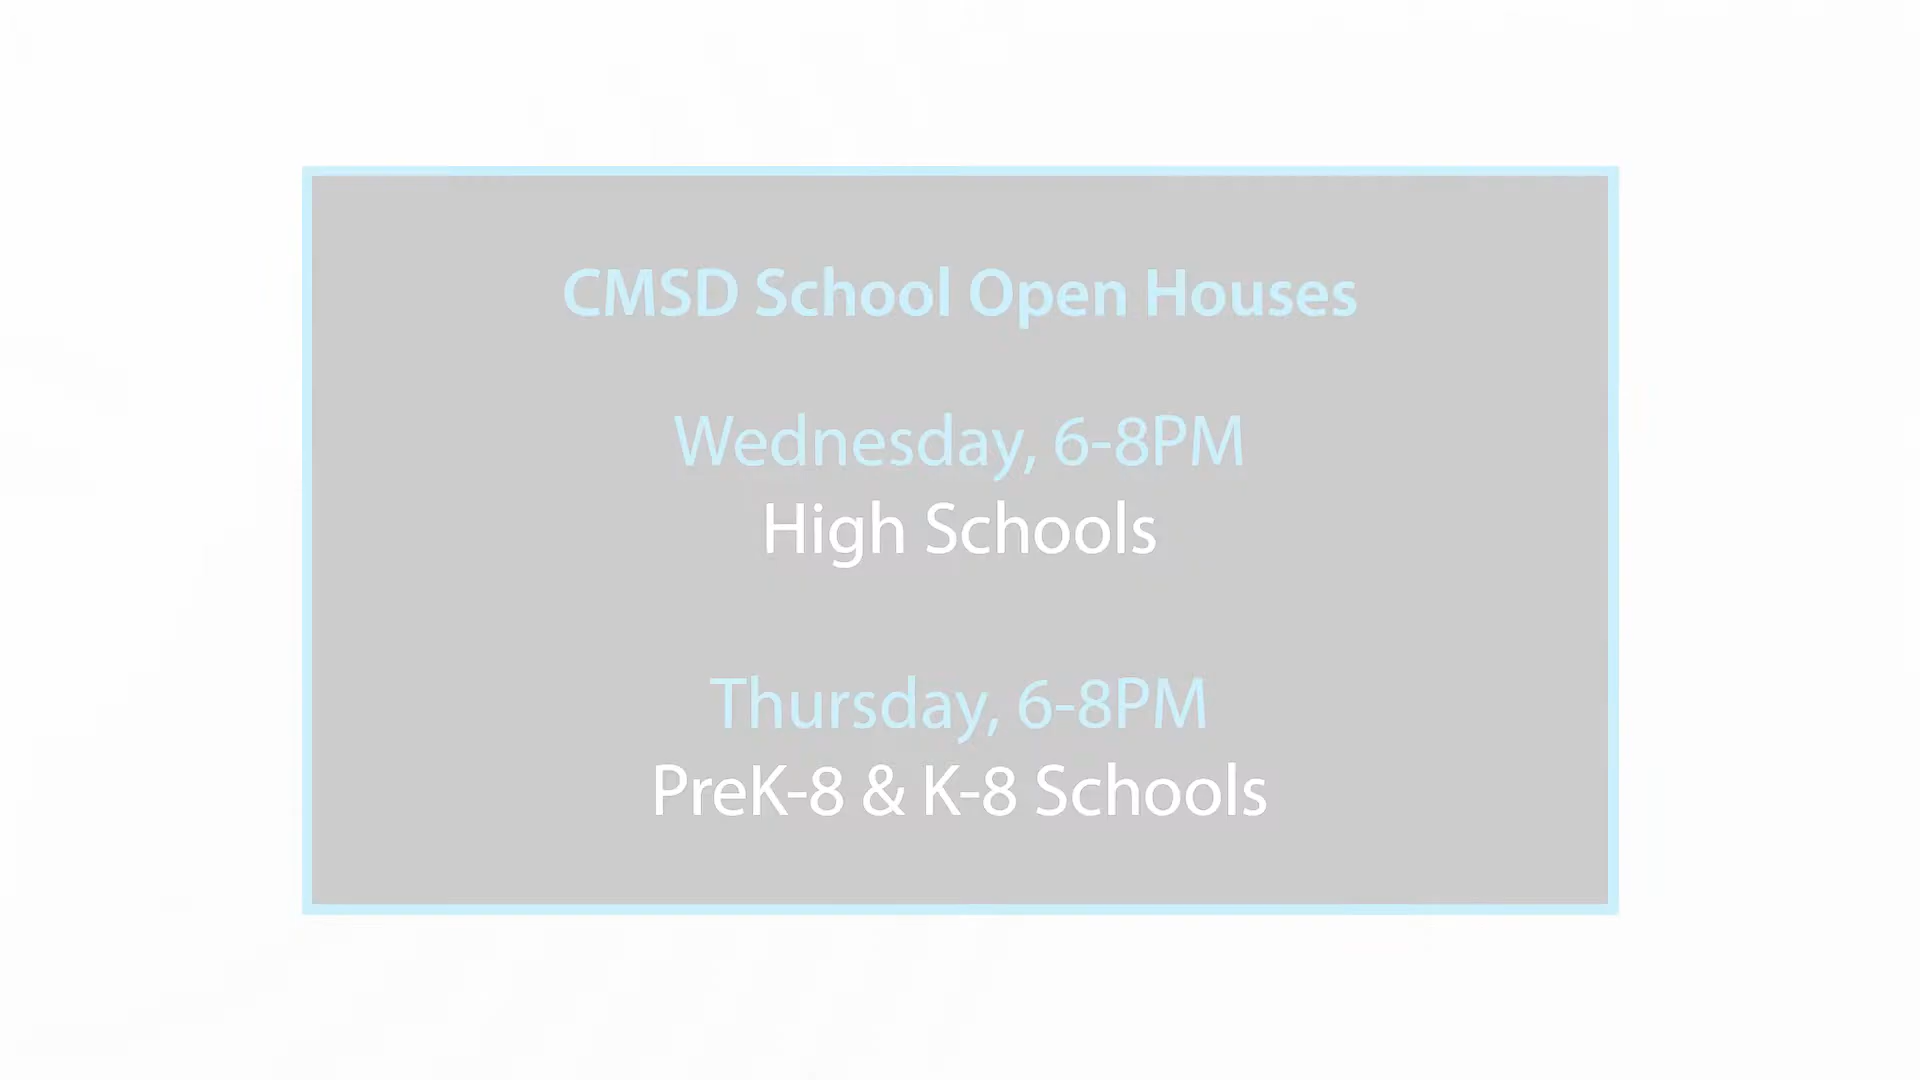 CMSD School Open Houses
Wednesday, 6-8PM
High Schools
Thursday, 6-8PM
PreK-8 & K-8 Schools